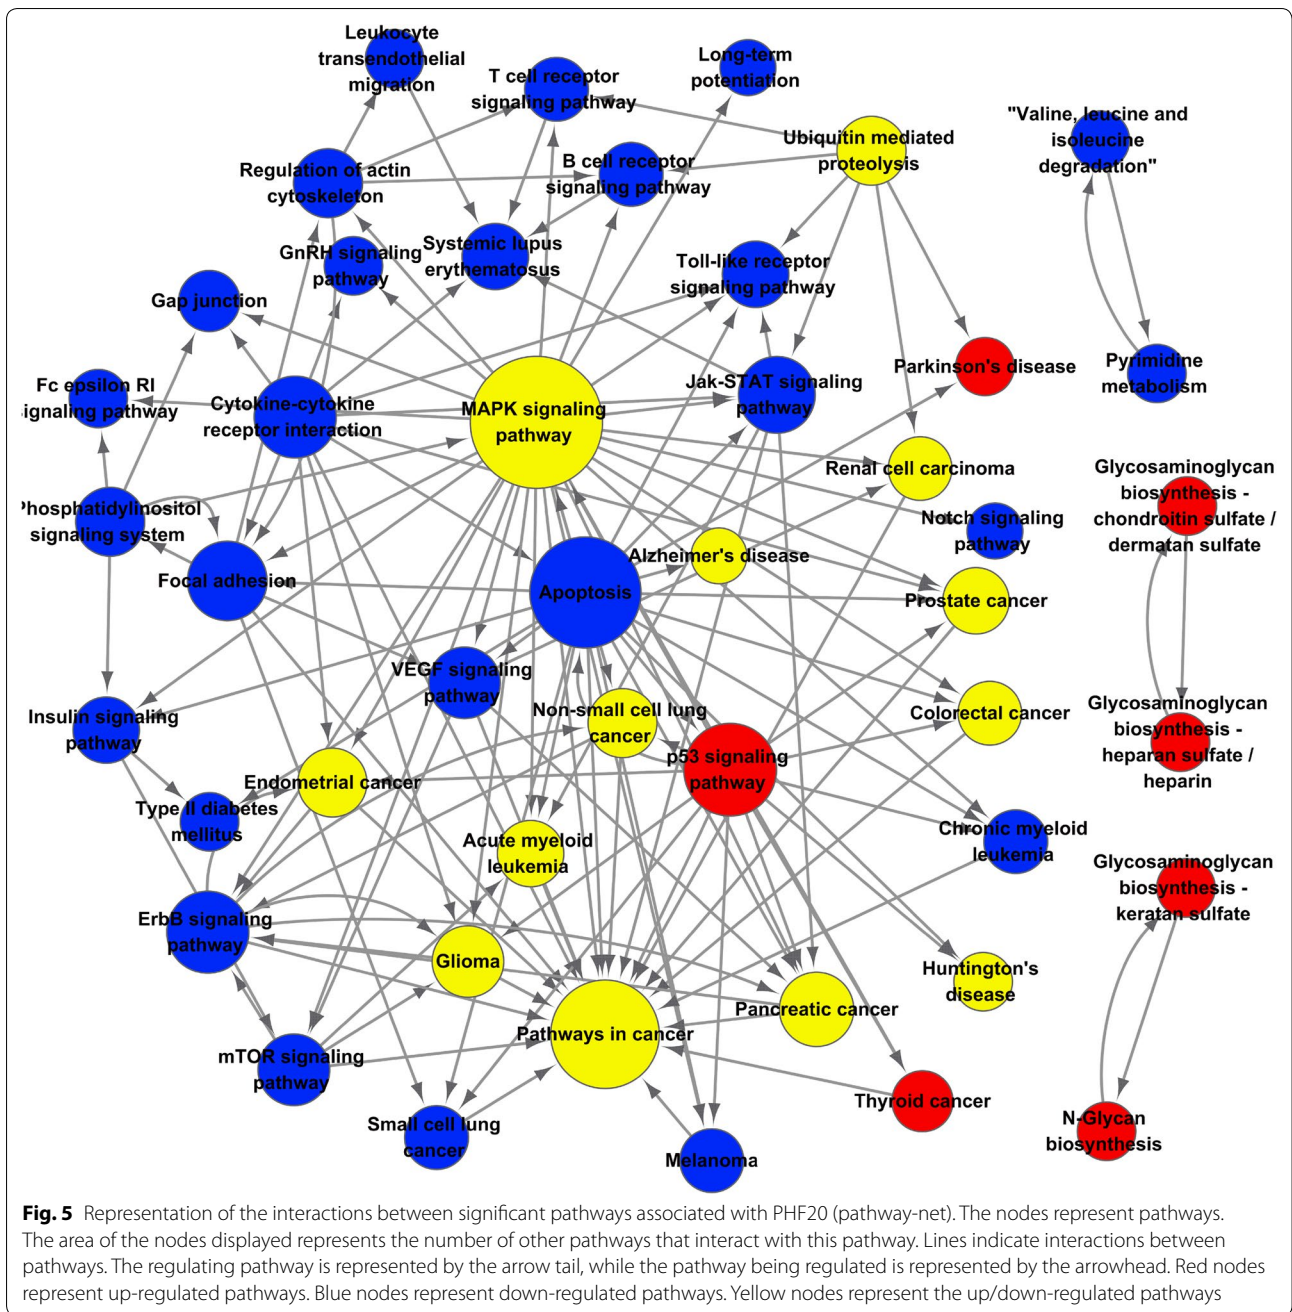 Leukocyte
transendothelial
migration
T cell receptor
signaling pathway
Long-term
potentiation
Ubiquitin mediated
proteolysis
"Valine, leucine and
isoleucine
degradation"
Regulation of actin
cytoskeleton
B cell receptor
signaling pathway
GnRH signaling
pathway
Systemic lupus
erythematosus
Toll-like receptor
signaling pathway
Gap junction
Parkinson's disease
Pyrimidine
metabolism
Fc epsilon RI
signaling pathway
Cytokine-cytokine
receptor interaction
MAPK signaling
pathway
Jak-STAT signaling
pathway
Renal cell carcinoma
Glycosaminoglycan
biosynthesis -
chondroitin sulfate /
dermatan sulfate
Phosphatidylinositol
signaling system
Notch signaling
pathway
Alzheimer's disease
Focal adhesion
Apoptosis
Prostate cancer
VEGF signaling
pathway
Non-small cell lung
cancer
Colorectal cancer
Glycosaminoglycan
biosynthesis -
heparan sulfate /
heparin
Insulin signaling
pathway
p53 signaling
pathway
Endometrial cancer
Type II diabetes
mellitus
Acute myeloid
leukemia
Chronic myeloid
leukemia
Glycosaminoglycan
biosynthesis -
keratan sulfate
ErbB signaling
pathway
Glioma
Huntington's
disease
Pancreatic cancer
Pathways in cancer
mTOR signaling
pathway
Thyroid cancer
Small cell lung
cancer
Melanoma
N-Glycan
biosynthesis
Fig. 5 Representation of the interactions between significant pathways associated with PHF20 (pathway-net). The nodes represent pathways.
The area of the nodes displayed represents the number of other pathways that interact with this pathway. Lines indicate interactions between
pathways. The regulating pathway is represented by the arrow tail, while the pathway being regulated is represented by the arrowhead. Red nodes
represent up-regulated pathways. Blue nodes represent down-regulated pathways. Yellow nodes represent the up/down-regulated pathways